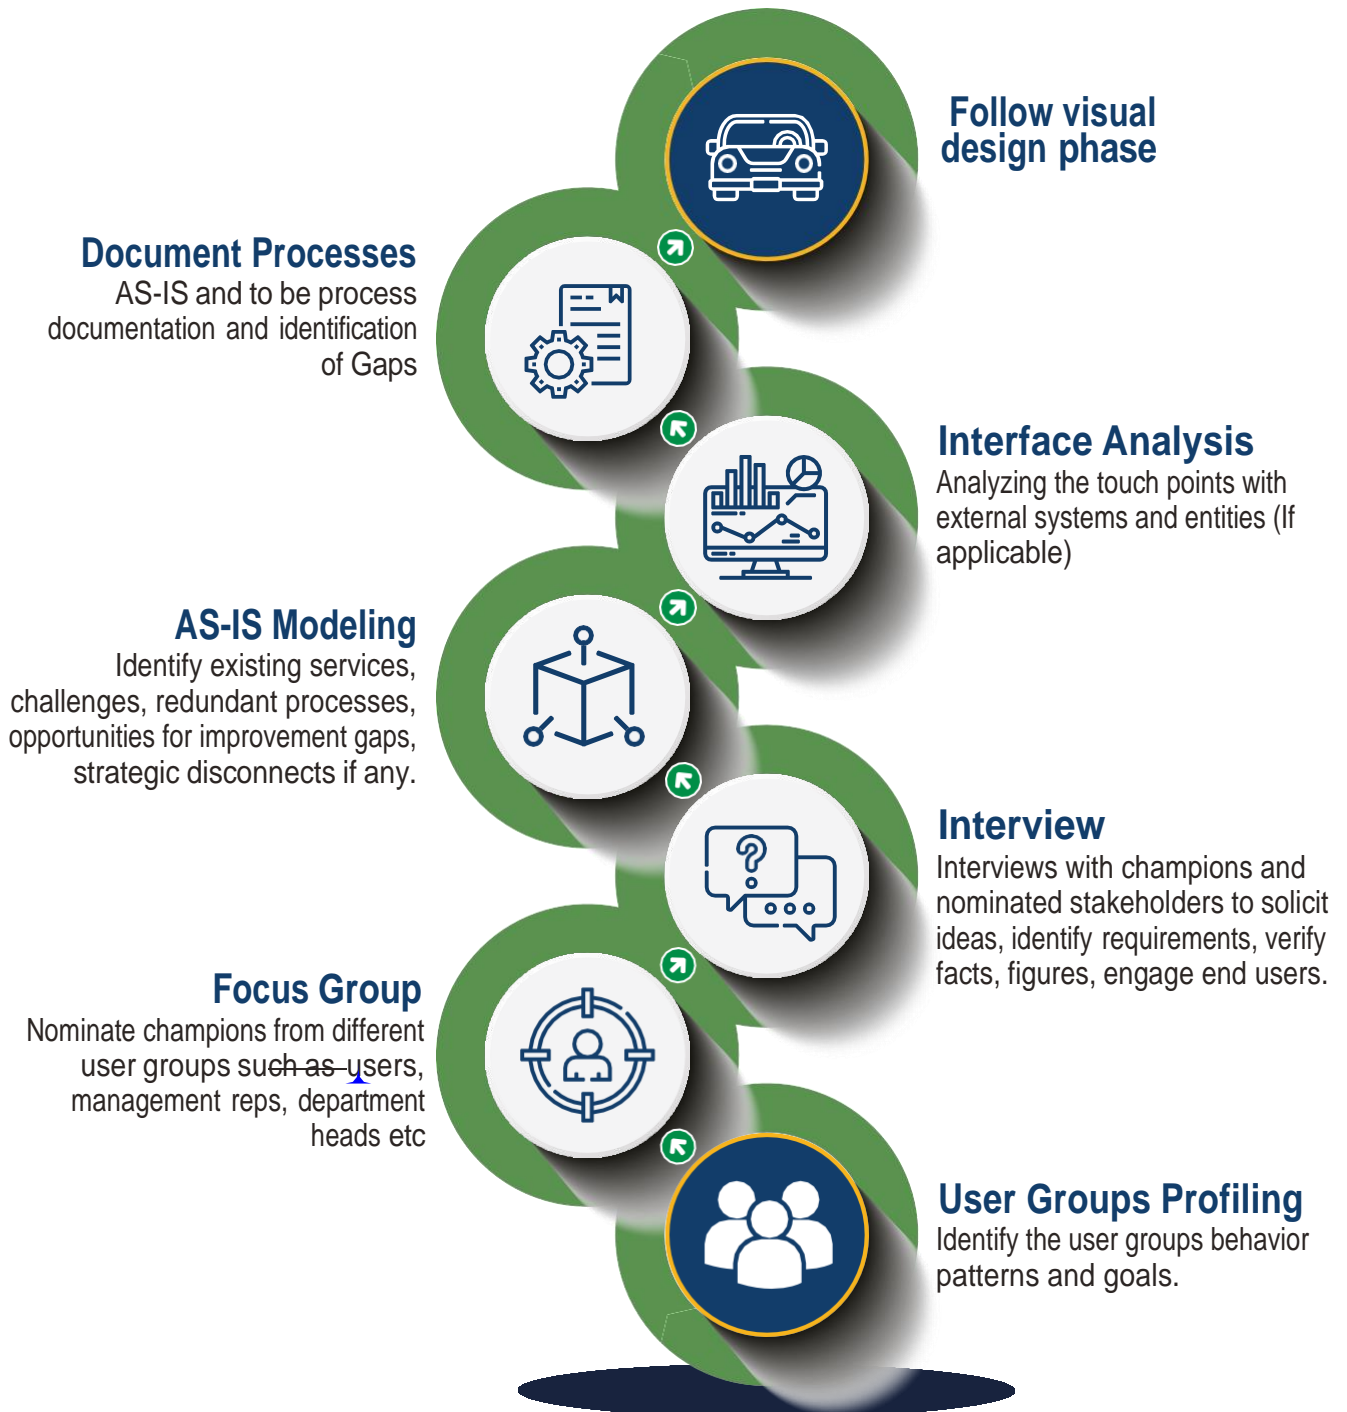 Follow visual
design phase
Document Processes
AS-IS and to be process
documentation and identification
of Gaps
Interface Analysis
Analyzing the touch points with
external systems and entities (If
applicable)
AS-IS Modeling
Identify existing services,
challenges, redundant processes,
opportunities for improvement gaps,
strategic disconnects if any.
Interview
Interviews with champions and
nominated stakeholders to solicit
ideas, identify requirements, verify
facts, figures, engage end users.
Focus Group
Nominate champions from different
user groups such as users,
management reps, department
heads etc
User Groups Profiling
Identify the user groups behavior
patterns and goals.